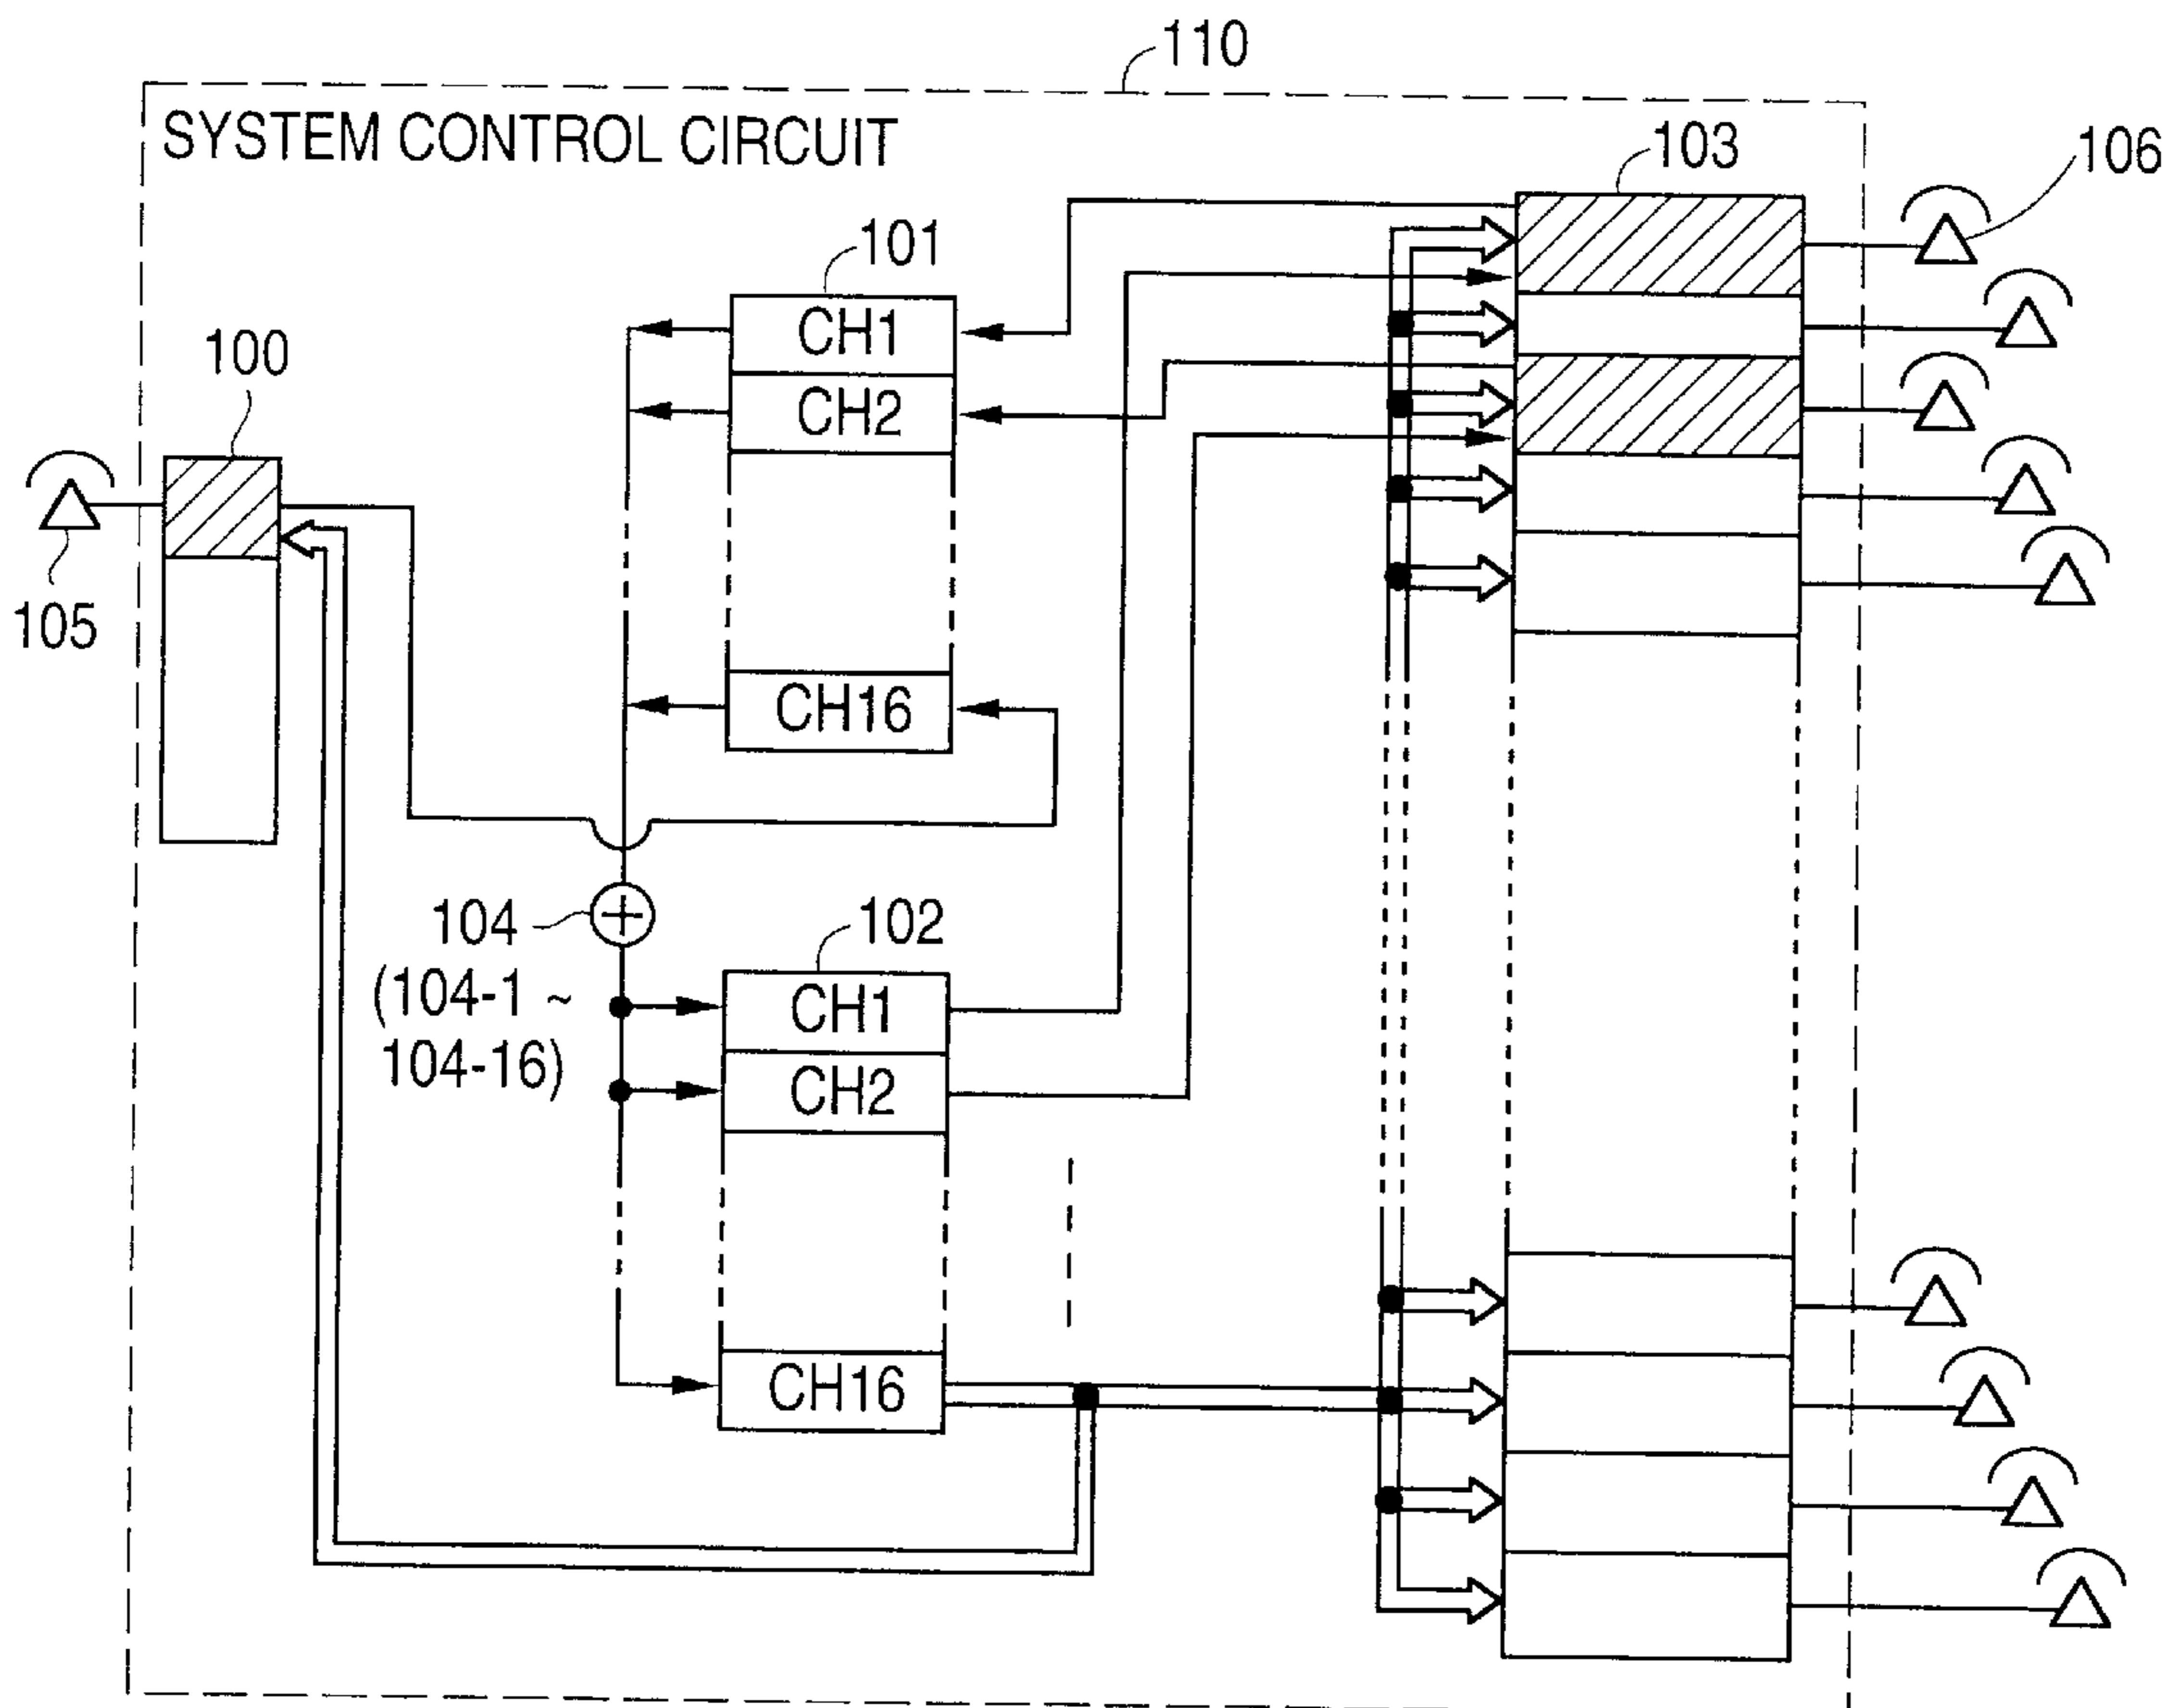 110
SYSTEM CONTROL CIRCUIT
103
106
101
CH1
100
CH2
105
CH16
104
(104-1 ~
104-16)
102
CH1
CH2
CH16